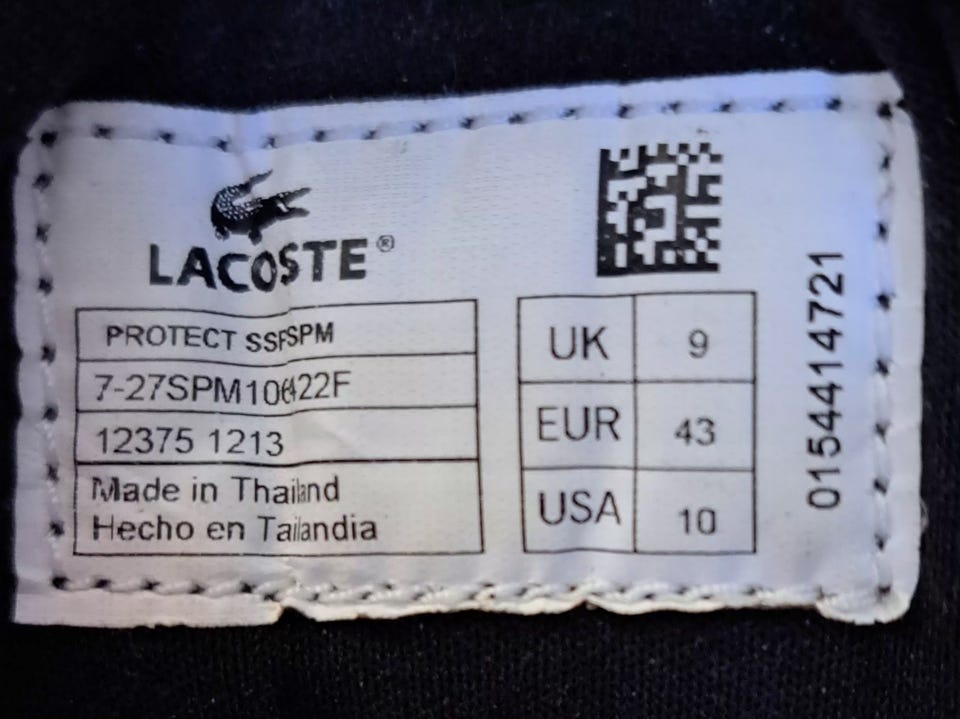 LACOSTE®
PROTECT SSFSPM
12375 1213
Made in Thailand
Hecho en Tailandia
UK 9
EUR 43
USA 10
0154414721